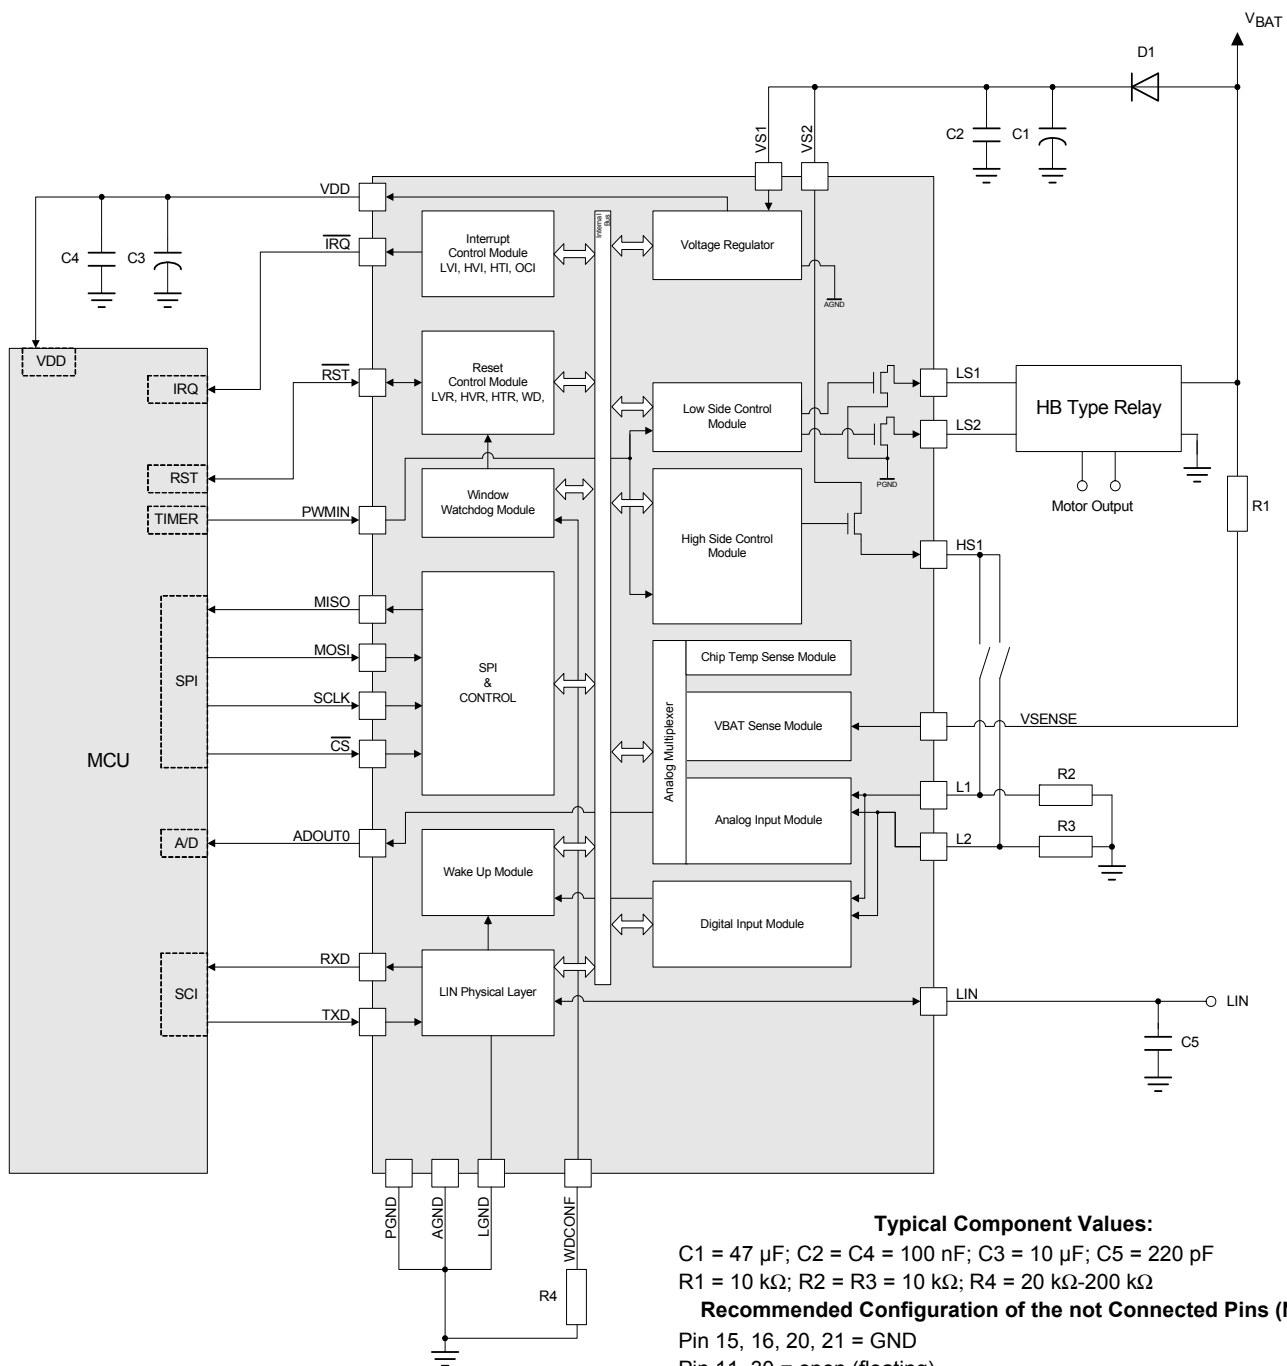 VBAT
D1
VS1
VS2
C2
C1
VDD
IRQ
C4
C3
Interrupt
Control Module
LVI, HVI, HTI, OCI
Internal
Bus
Voltage Regulator
AGND
VDD
IRQ
RST
Reset
Control Module
LVR, HVR, HTR, WD,
Low Side Control
Module
LS1
LS2
HB Type Relay
PGND
Motor Output
R1
RST
TIMER
PWMIN
Window
Watchdog Module
High Side Control
Module
HS1
MISO
MOSI
SCLK
CS
SPI
SPI
&
CONTROL
MCU
Chip Temp Sense Module
Analog Multiplexer
VBAT Sense Module
VSENSE
Analog Input Module
L1
R2
L2
R3
A/D
ADOUT0
Wake Up Module
Digital Input Module
SCI
RXD
TXD
LIN Physical Layer
LIN
LIN
C5
PGND
AGND
LGND
WDCONF
R4
Typical Component Values:
C1 = 47 µF; C2 = C4 = 100 nF; C3 = 10 µF; C5 = 220 pF
R1 = 10 kΩ; R2 = R3 = 10 kΩ; R4 = 20 kΩ-200 kΩ
Recommended Configuration of the not Connected Pins (
Pin 15, 16, 20, 21 = GND
Pin 11, 30 = open (floating)